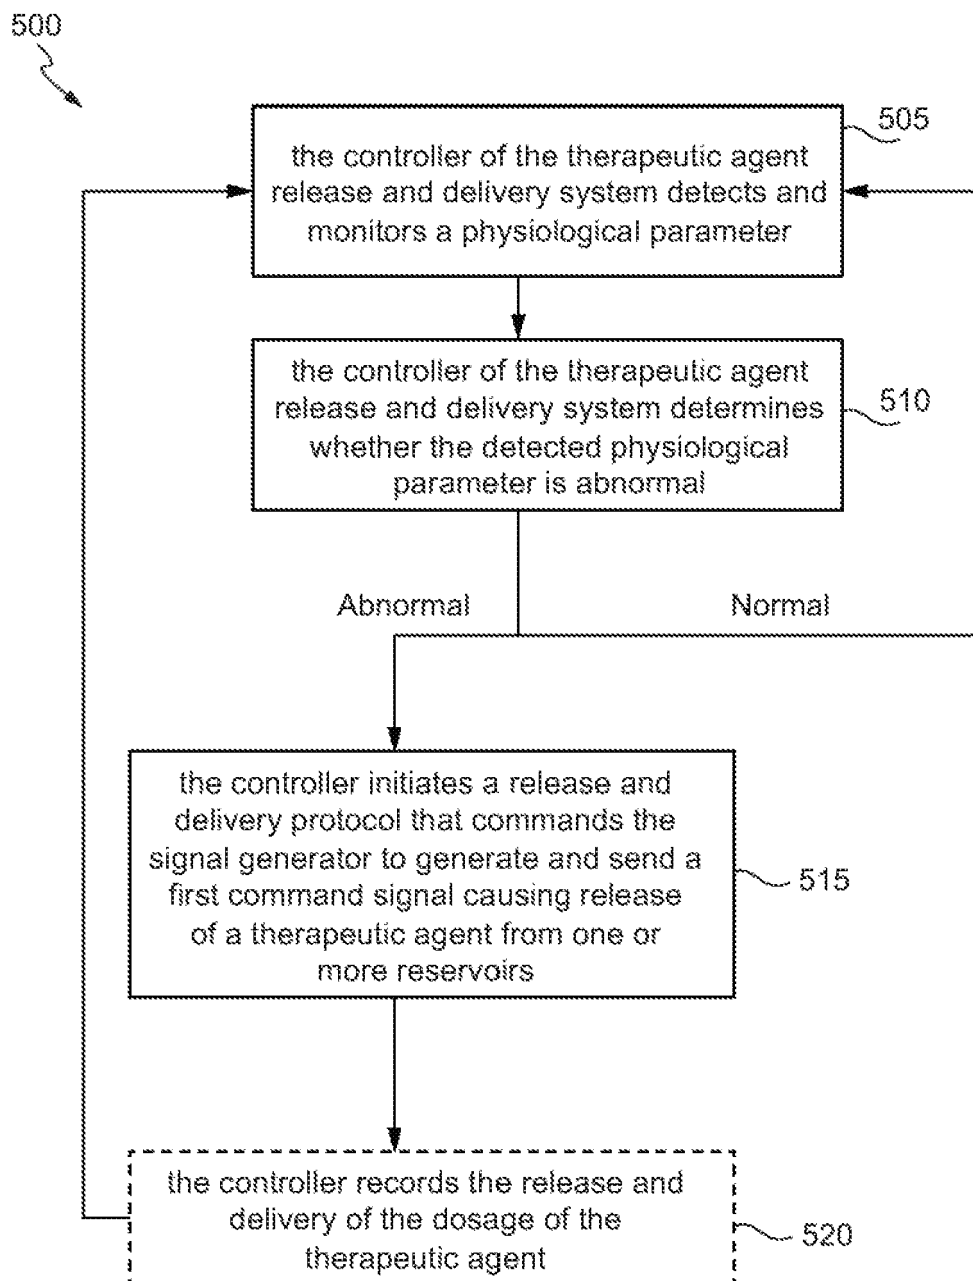 500
505
the controller of the therapeutic agent
release and delivery system detects and
monitors a physiological parameter
the controller of the therapeutic agent
release and delivery system determines
whether the detected physiological
parameter is abnormal
510
Abnormal
Normal
the controller initiates a release and
delivery protocol that commands the
signal generator to generate and send a
first command signal causing release
of a therapeutic agent from one or
more reservoirs
515
the controller records the release and
delivery of the dosage of the
therapeutic agent
520